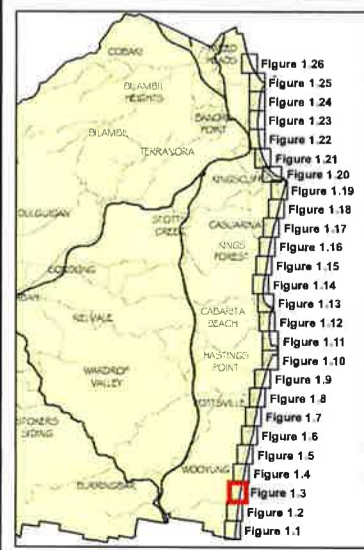 COBAKI
HEADS
Figure 1.26
Figure 1.25
BILAMBIL
HEIGHTS
Figure 1.24
BANORA
POINT
Figure 1.23
BILAMBIL
Figure 1.22
TERRANORA
Figure 1.21
KINGSCLIFF
Figure 1.20
Figure 1.19
DULGUIGAN
Figure 1.18
STOTTS
CREEK
CASUARINA
Figure 1.17
KINGS
FOREST
Figure 1.16
Figure 1.15
Figure 1.14
CABARITA
BEACH
Figure 1.13
KIELVALE
Figure 1.12
Figure 1.11
HASTINGS
POINT
Figure 1.10
WARDROP
VALLEY
Figure 1.9
POTTSVILLE
Figure 1.8
STOKERS
SIDING
Figure 1.7
Figure 1.6
Figure 1.5
WOOYUNG
Figure 1.4
BURRINGBAR
Figure 1.3
Figure 1.2
Figure 1.1